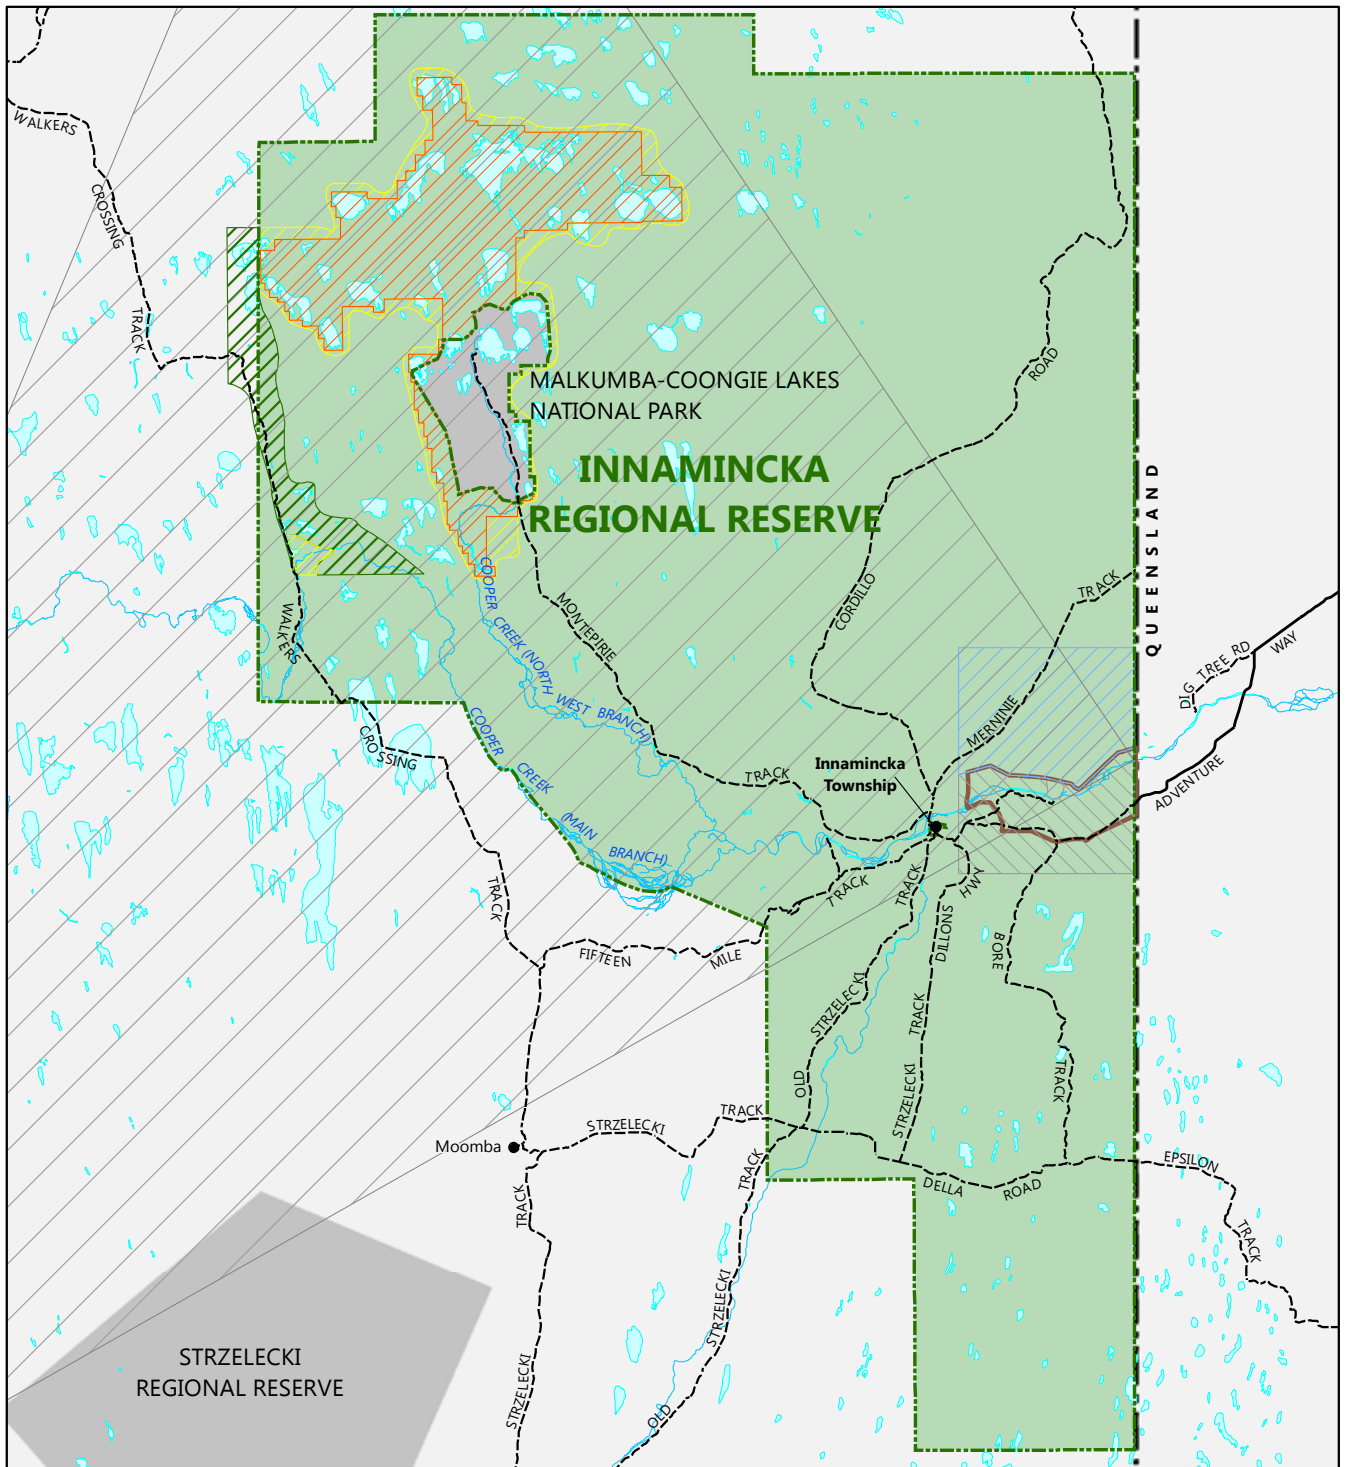 WALKERS
CROSSING
TRACK
MALKUMBA-COONGIE LAKES
NATIONAL PARK
INNAMINCKA
REGIONAL RESERVE
ROAD
CORDILLO
QUEENSLAND
TRACK
MERNINIE
DIG TREE RD
WAY
ADVENTURE
COOPER CREEK (NORTH WEST BRANCH)
MONTEPIRIE
TRACK
WALKERS
CROSSING
TRACK
COOPER CREEK (MAIN BRANCH)
Innamincka
Township
FIFTEEN
MILE
TRACK
TRACK
STRZELECKI
OLD
HWY
DILLONS
TRACK
STRZELECKI
BORE
TRACK
Moomba
STRZELECKI
TRACK
DELLA
ROAD
EPSILON
TRACK
TRACK
STRZELECKI
TRACK
STRZELECKI
OLD
STRZELECKI
REGIONAL RESERVE